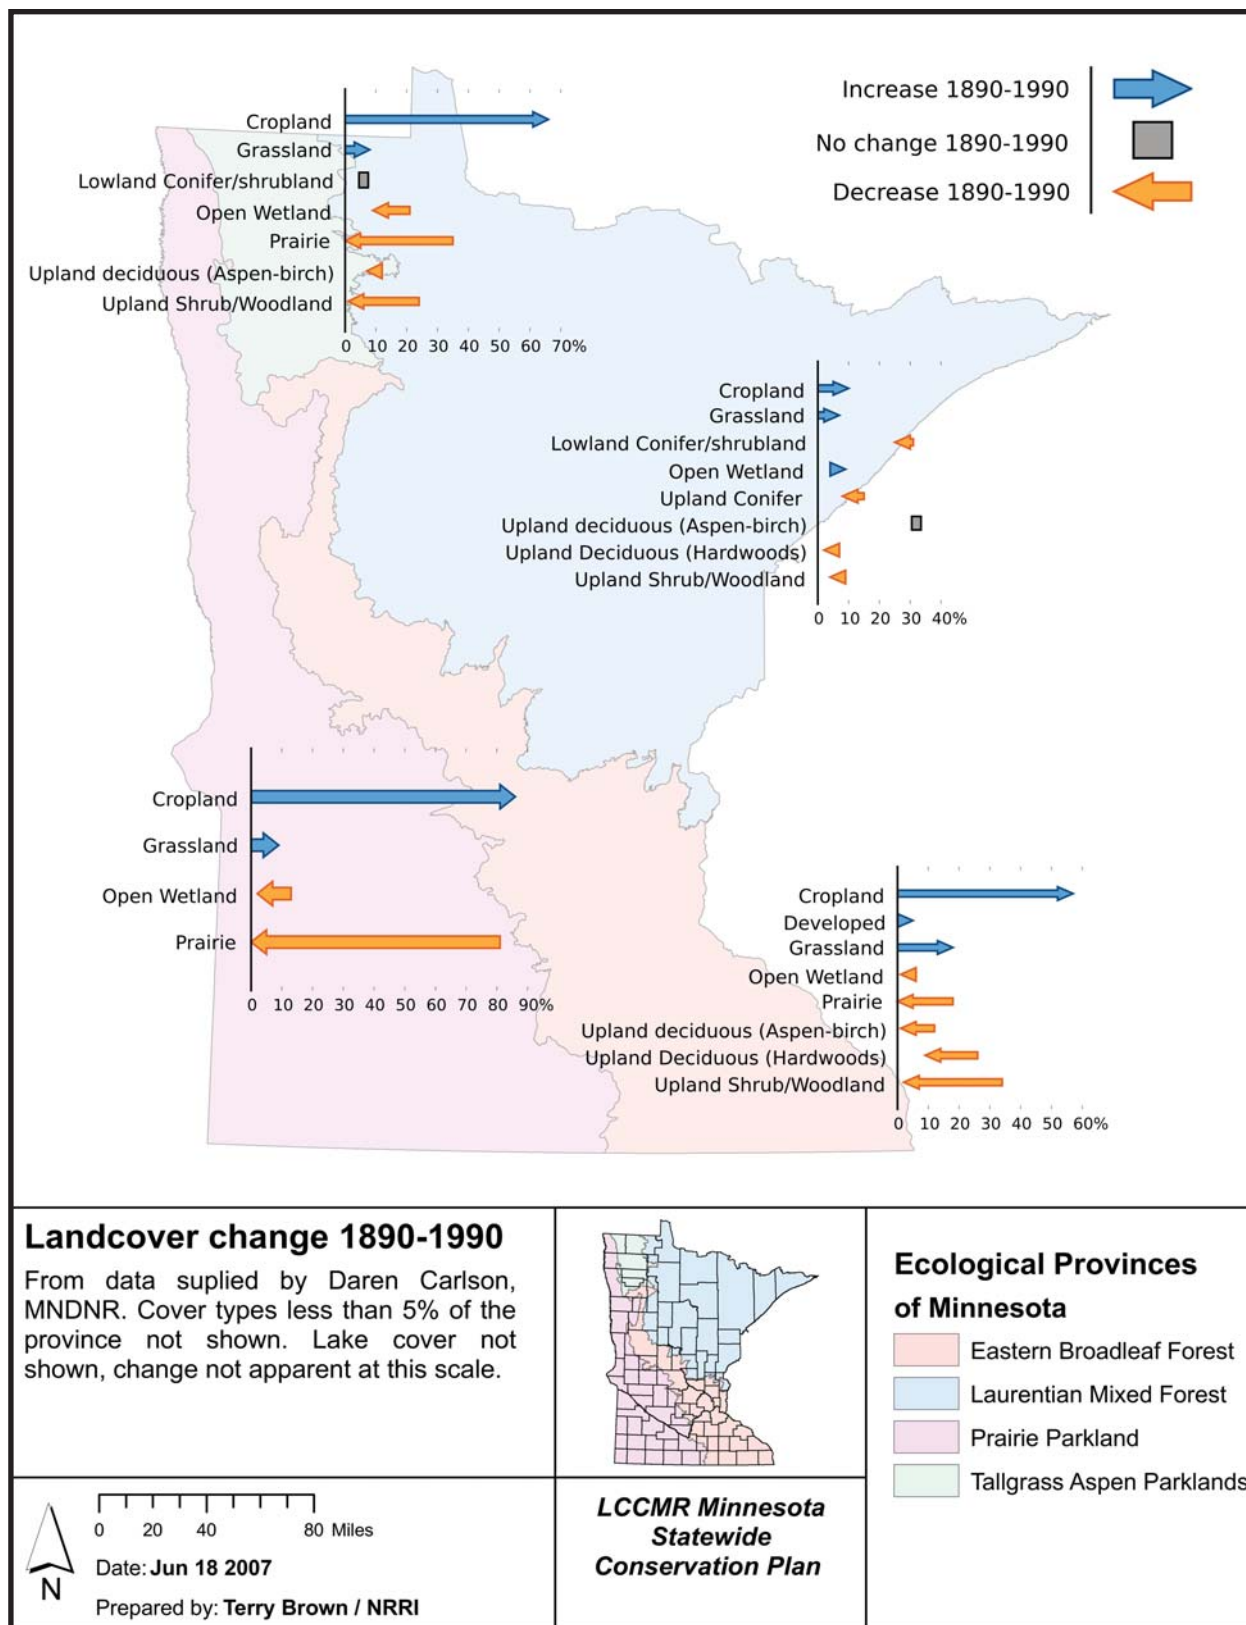 Increase 1890-1990
No change 1890-1990
Decrease 1890-1990
Cropland
Grassland
Lowland Conifer/shrubland
Open Wetland
Prairie
Upland deciduous (Aspen-birch)
Upland Shrub/Woodland
0 10 20 30 40 50 60 70%
Cropland
Grassland
Lowland Conifer/shrubland
Open Wetland
Upland Conifer
Upland deciduous (Aspen-birch)
Upland Deciduous (Hardwoods)
Upland Shrub/Woodland
0 10 20 30 40%
Cropland
Grassland
Open Wetland
Prairie
0 10 20 30 40 50 60 70 80 90%
Cropland
Developed
Grassland
Open Wetland
Prairie
Upland deciduous (Aspen-birch)
Upland Deciduous (Hardwoods)
Upland Shrub/Woodland
0 10 20 30 40 50 60%
Landcover change 1890-1990
From data suplied by Daren Carlson,
MNDNR. Cover types less than 5% of the
province not shown. Lake cover not
shown, change not apparent at this scale.
Ecological Provinces
of Minnesota
Eastern Broadleaf Forest
Laurentian Mixed Forest
Prairie Parkland
Tallgrass Aspen Parklands
N
0 20 40 80 Miles
Date: Jun 18 2007
Prepared by: Terry Brown / NRRI
LCCMR Minnesota
Statewide
Conservation Plan